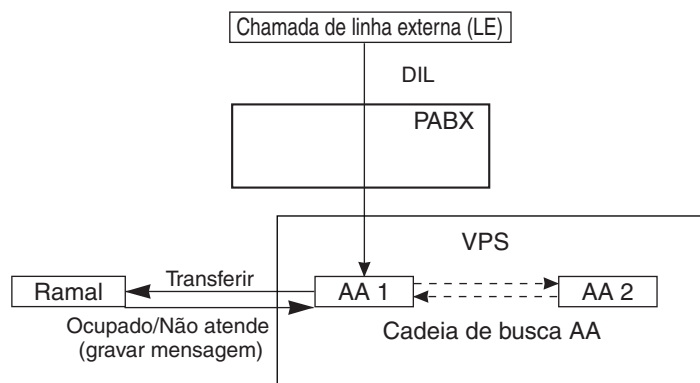 Chamada de linha externa (LE)
DIL
PABX
VPS
Ramal
Transferir
AA 1
AA 2
Ocupado/Não atende
(gravar mensagem)
Cadeia de busca AA